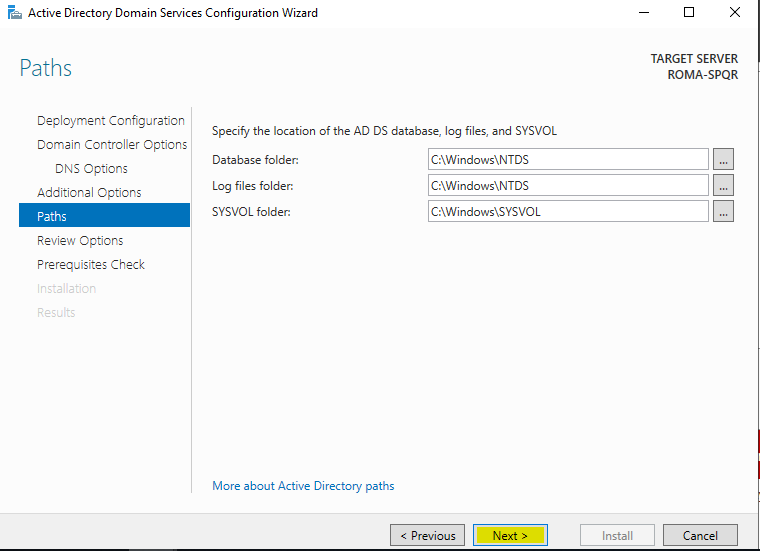 Active Directory Domain Services Configuration Wizard
Paths
TARGET SERVER
ROMA-SPQR
Deployment Configuration
Domain Controller Options
DNS Options
Additional Options
Paths
Review Options
Prerequisites Check
Installation
Results
Specify the location of the AD DS database, log files, and SYSVOL
Database folder: C:\Windows\NTDS ...
Log files folder: C:\Windows\NTDS ...
SYSVOL folder: C:\Windows\SYSVOL ...
More about Active Directory paths
< Previous Next > Install Cancel